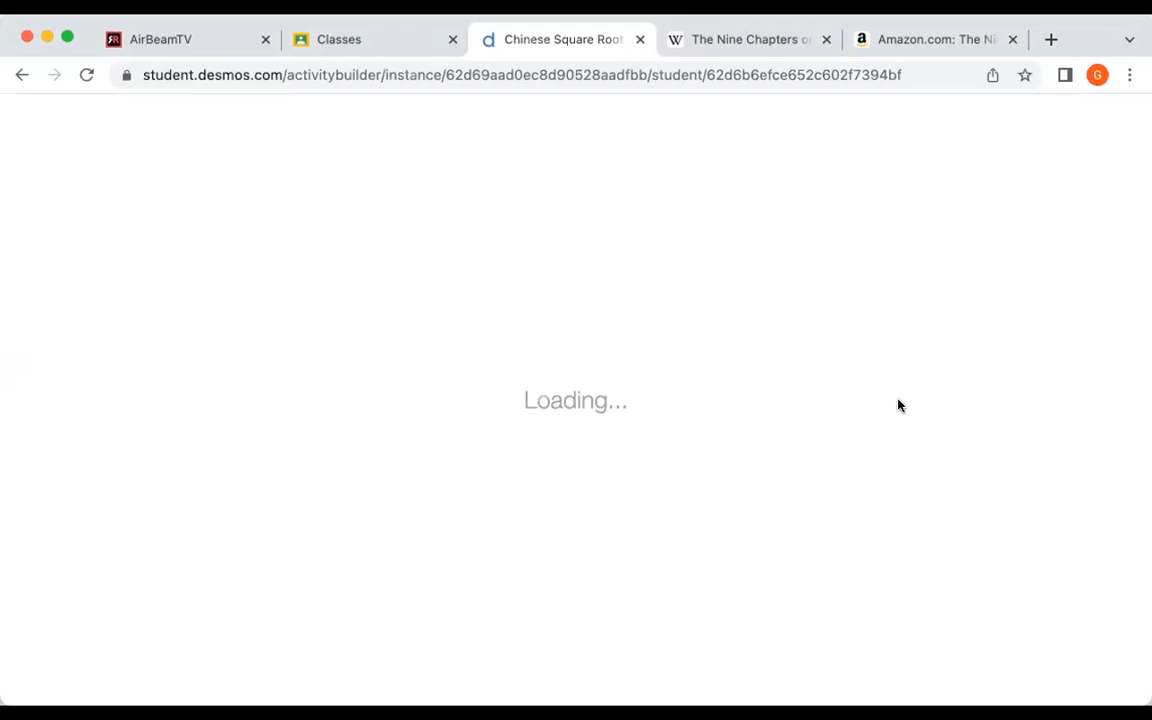 AirBeamTV
Classes
Chinese Square Root
The Nine Chapters o
Amazon.com: The Ni
student.desmos.com/activitybuilder/instance/62d69aad0ec8d90528aadfbb/student/62d6b6efce652c602f7394bf
G
Loading...